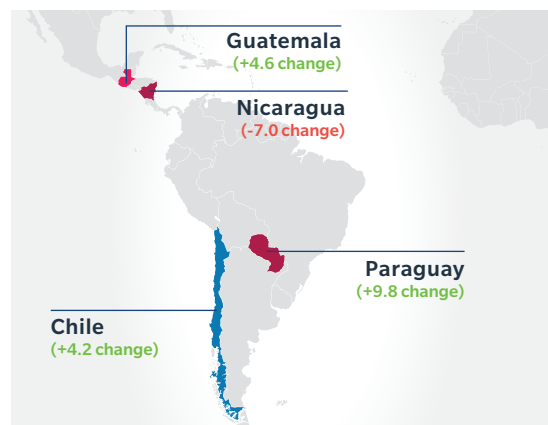 Guatemala
(+4.6 change)
Nicaragua
(-7.0 change)
Paraguay
(+9.8 change)
Chile
(+4.2 change)